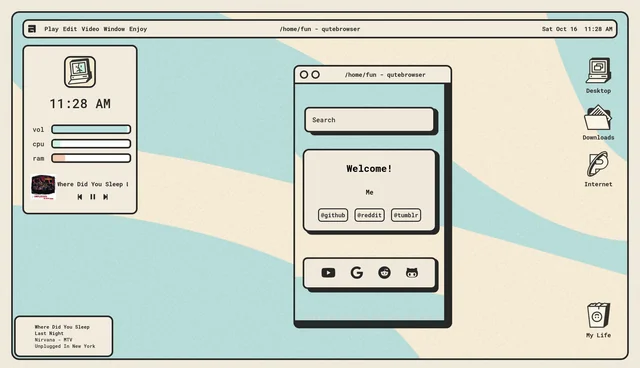 Play Edit Video Window Enjoy
/home/fun - qutebrowser
Sat Oct 16 11:28 AM
11:28 AM
vol
cpu
ram
Where Did You Sleep L
/home/fun - qutebrowser
Search
Welcome!
Me
@github
@reddit
@tumblr
Desktop
Downloads
Internet
My Life
Where Did You Sleep
Last Night
Nirvana - MTV
Unplugged In New York